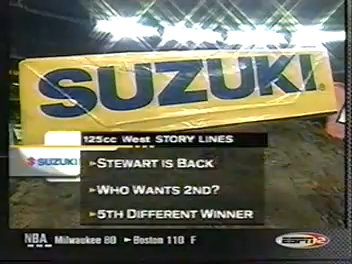 SUZUKI
125cc West STORY LINES
SUZUKI
►STEWART IS BACK
►WHO WANTS 2ND?
►5TH DIFFERENT WINNER
NBA Milwaukee 80 ►Boston 110 F
ESPN2